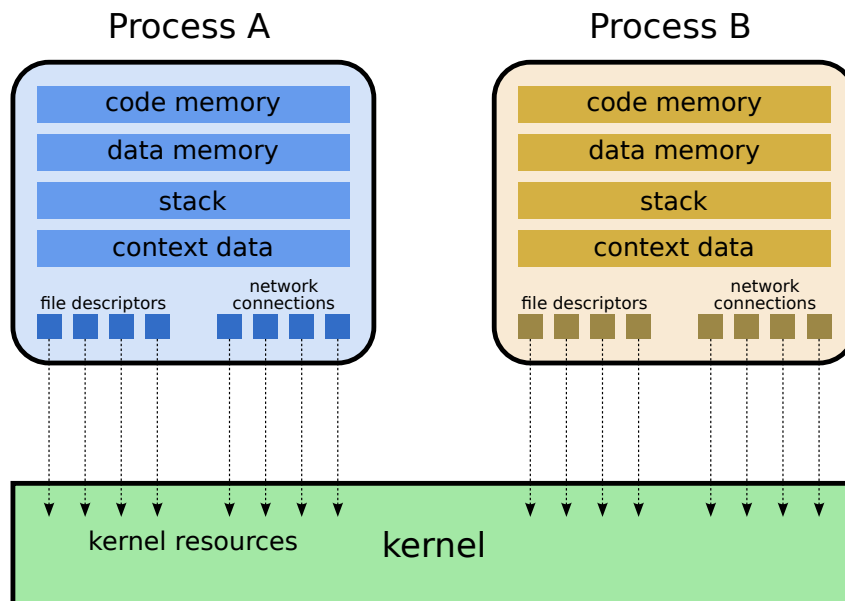 Process A
code memory
data memory
stack
context data
file descriptors
network
connections
Process B
code memory
data memory
stack
context data
file descriptors
network
connections
kernel resources
kernel